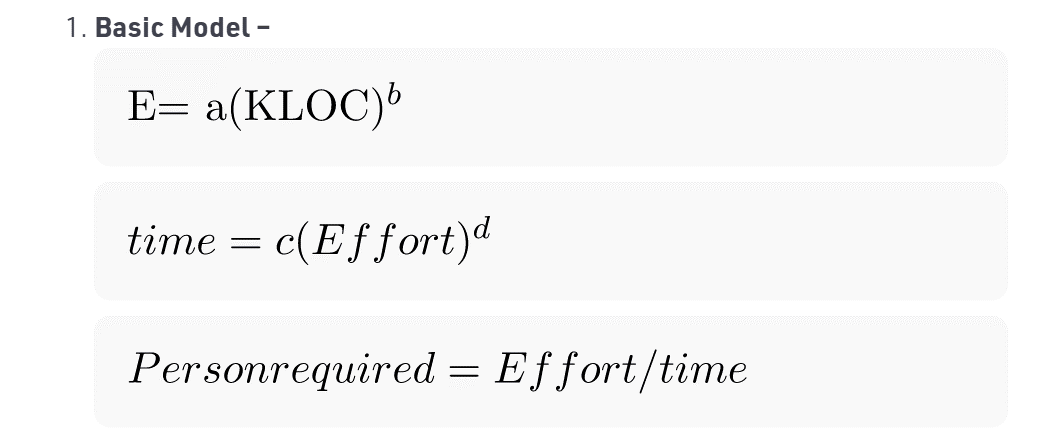 1. Basic Model –
E= a(KLOC)^b
time = c(Effort)^d
Personrequired = Effort/time